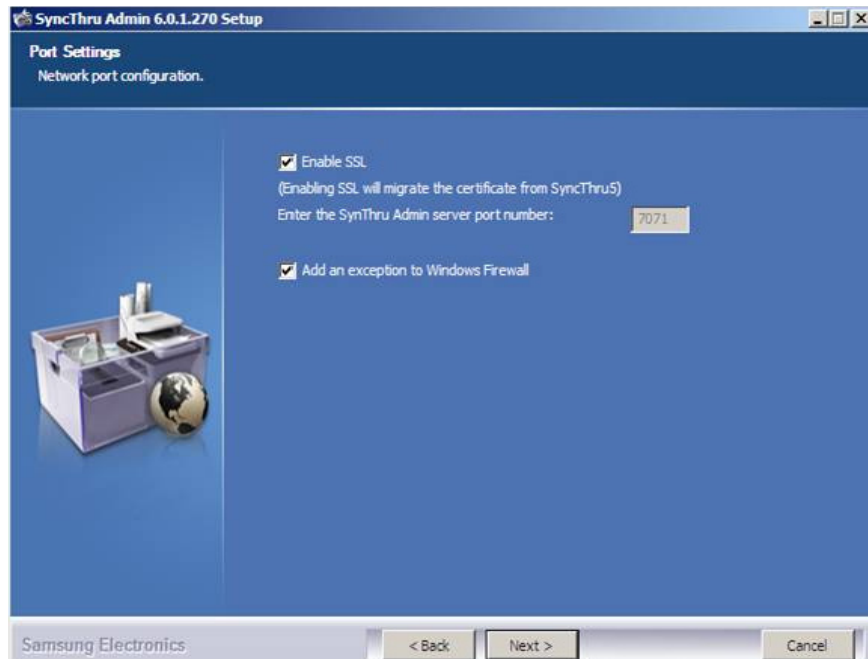 SyncThru Admin 6.0.1.270 Setup
Port Settings
Network port configuration.
Enable SSL
(Enabling SSL will migrate the certificate from SyncThru5)
Enter the SynThru Admin server port number:
7071
Add an exception to Windows Firewall
Samsung Electronics
< Back
Next >
Cancel